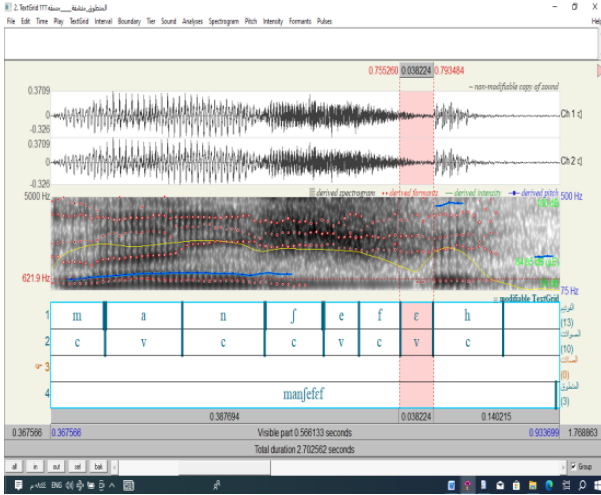 2. TextGrid ???
File Edit Time Play TextGrid Interval Boundary Tier Sound Analyses Spectrogram Pitch Intensity Formants Pulses Help
0.755260 0.038224 0.793484
0.3709 ~ non-modifiable copy of sound
0 Ch 1
-0.326
0.3709
0 Ch 2
-0.326
derived spectrogram derived formants derived intensity derived pitch
5000 Hz 500 Hz
621.9 Hz 75 Hz
modifiable TextGrid
1 m a n ʃ e f ɛ h
(13)
2 c v c c v c v c
(10)
3
(0)
4 manʃefɛf المنطوق
(3)
0.387694 0.038224 0.140215
0.367566 0.367566 Visible part 0.566133 seconds 0.933699 1.768863
Total duration 2.702562 seconds
all in out sel bak Group
ENG